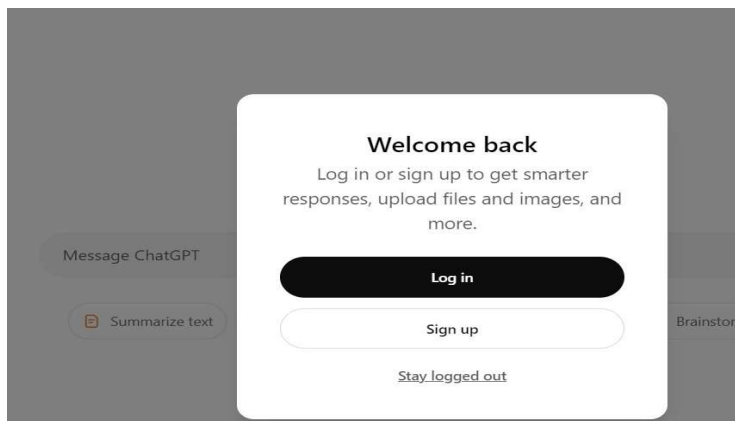 Welcome back
Log in or sign up to get smarter
responses, upload files and images, and
more.
Message ChatGPT
Log in
Summarize text
Sign up
Stay logged out